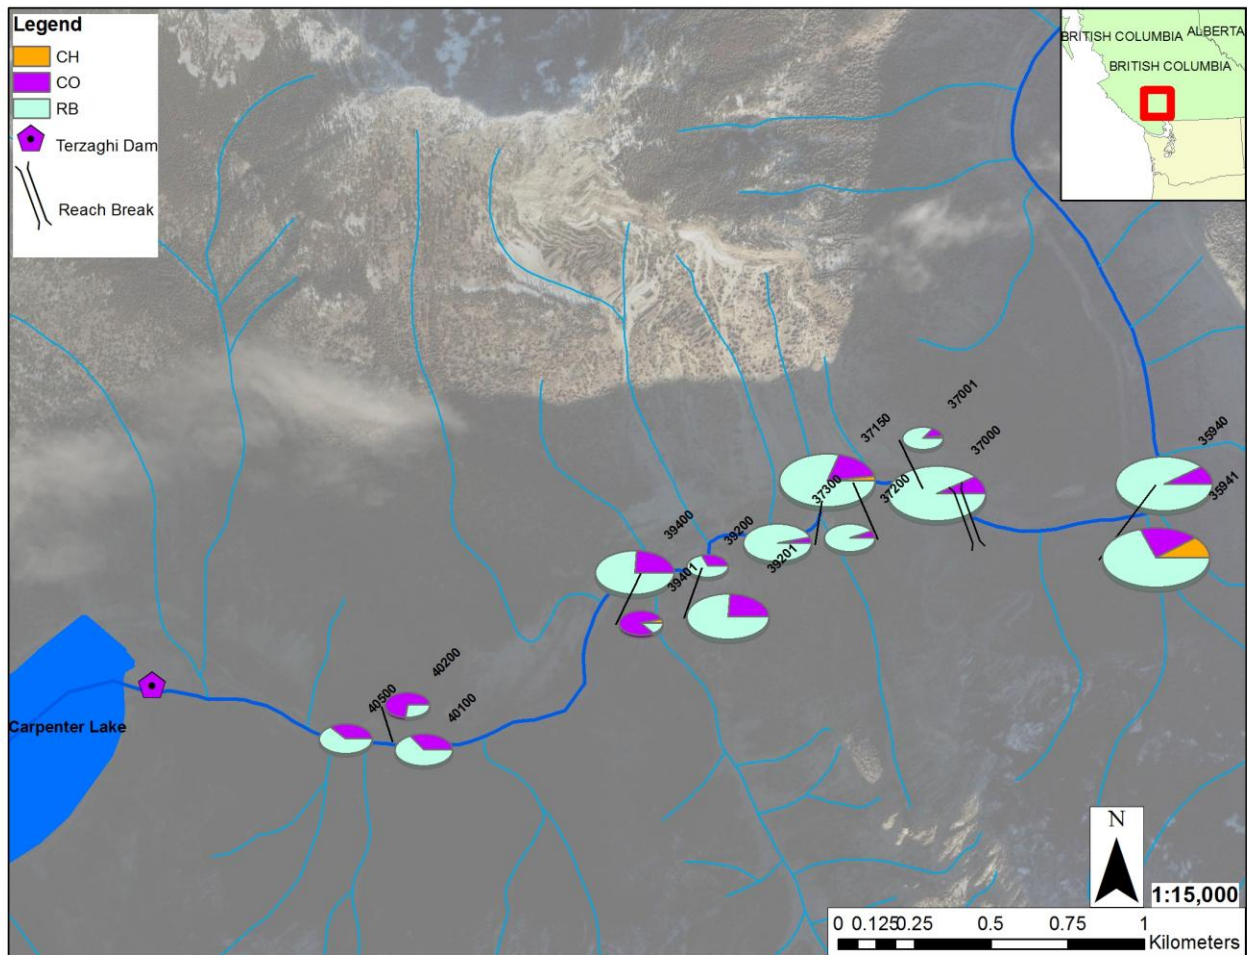 Legend
CH
CO
RB
Terzaghi Dam
Reach Break
BRITISH COLUMBIA
ALBERTA
BRITISH COLUMBIA
37001
37150
37000
35940
35941
37300
37200
39400
39200
39201
39401
40200
40500
40100
Carpenter Lake
N
1:15,000
0 0.125 0.25 0.5 0.75 1
Kilometers